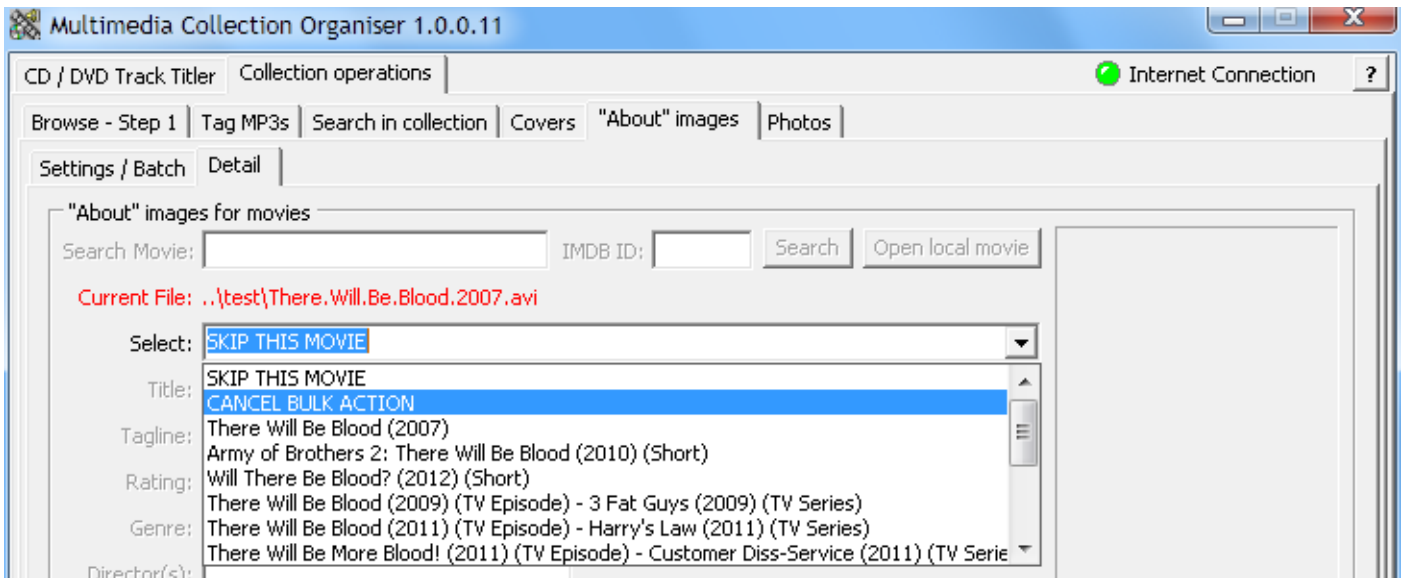 Multimedia Collection Organiser 1.0.0.11
CD / DVD Track Titler Collection operations Internet Connection ?
Browse - Step 1 Tag MP3s Search in collection Covers "About" images Photos
Settings / Batch Detail
"About" images for movies
Search Movie: IMDB ID: Search Open local movie
Current File: ..\test\There.Will.Be.Blood.2007.avi
Select: SKIP THIS MOVIE
Title: SKIP THIS MOVIE
CANCEL BULK ACTION
Tagline: There Will Be Blood (2007)
Army of Brothers 2: There Will Be Blood (2010) (Short)
Rating: Will There Be Blood? (2012) (Short)
There Will Be Blood (2009) (TV Episode) - 3 Fat Guys (2009) (TV Series)
Genre: There Will Be Blood (2011) (TV Episode) - Harry's Law (2011) (TV Series)
There Will Be More Blood! (2011) (TV Episode) - Customer Diss-Service (2011) (TV Serie
Director(s):